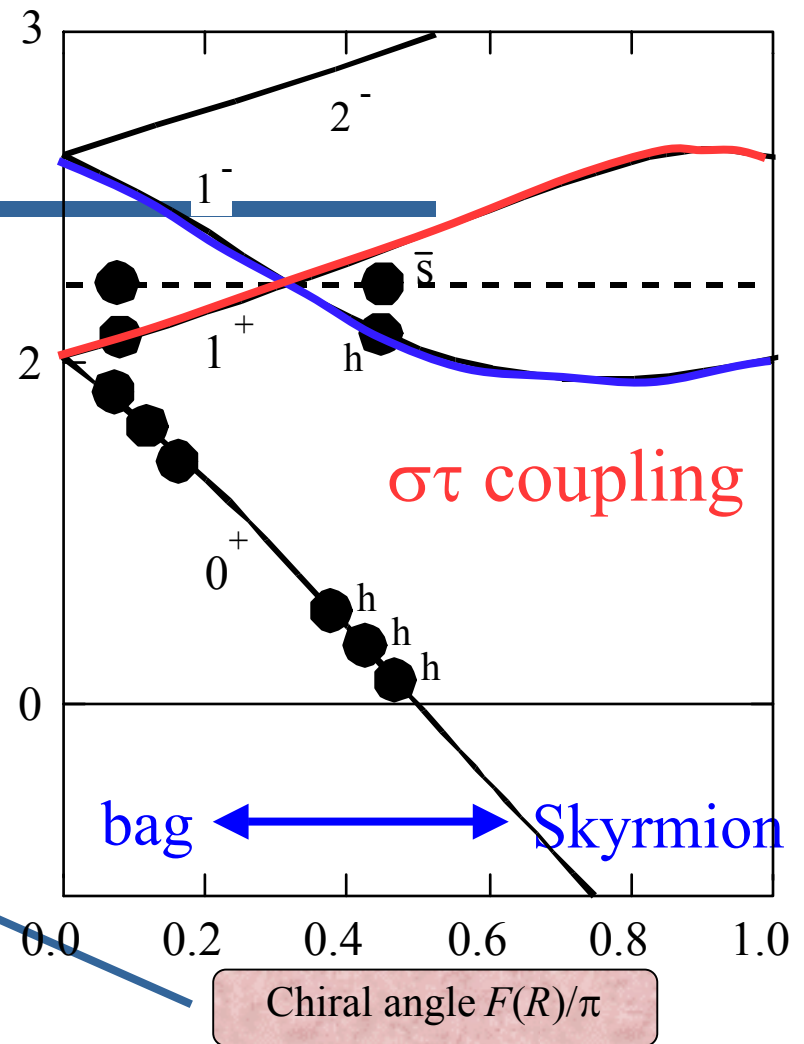 3
2⁻
1⁻
s̄
1⁺
h
2
στ coupling
0⁺
h
h
h
0
bag
Skyrmion
0.0 0.2 0.4 0.6 0.8 1.0
Chiral angle F(R)/π